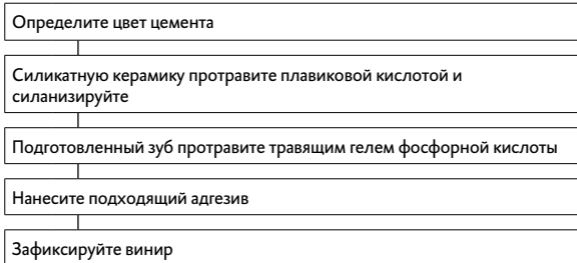 Определите цвет цемента
Силикатную керамику протравите плавиковой кислотой и
силанизируйте
Подготовленный зуб протравите травящим гелем фосфорной кислоты
Нанесите подходящий адгезив
Зафиксируйте винир